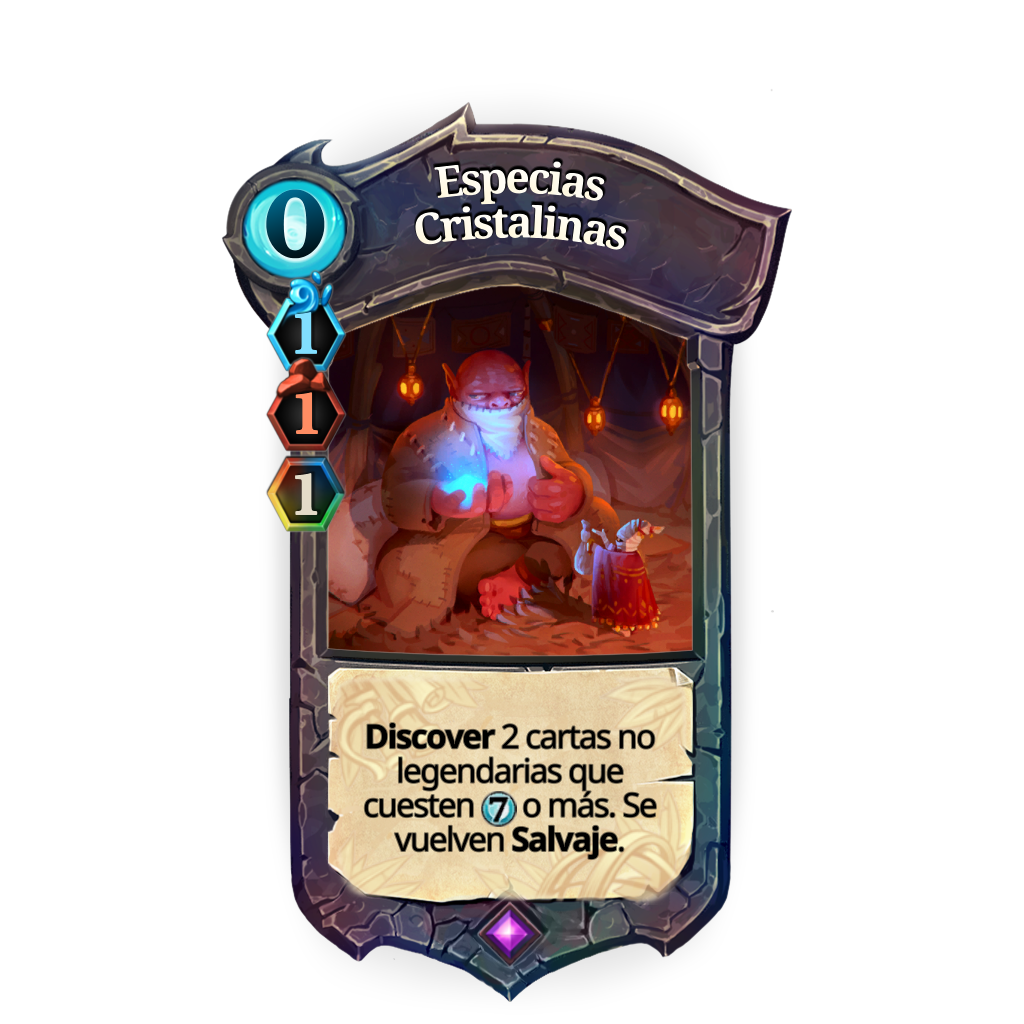 Especias
Cristalinas
0
1
1
1
Discover 2 cartas no
legendarias que
cuesten 7 o más. Se
vuelven Salvaje.